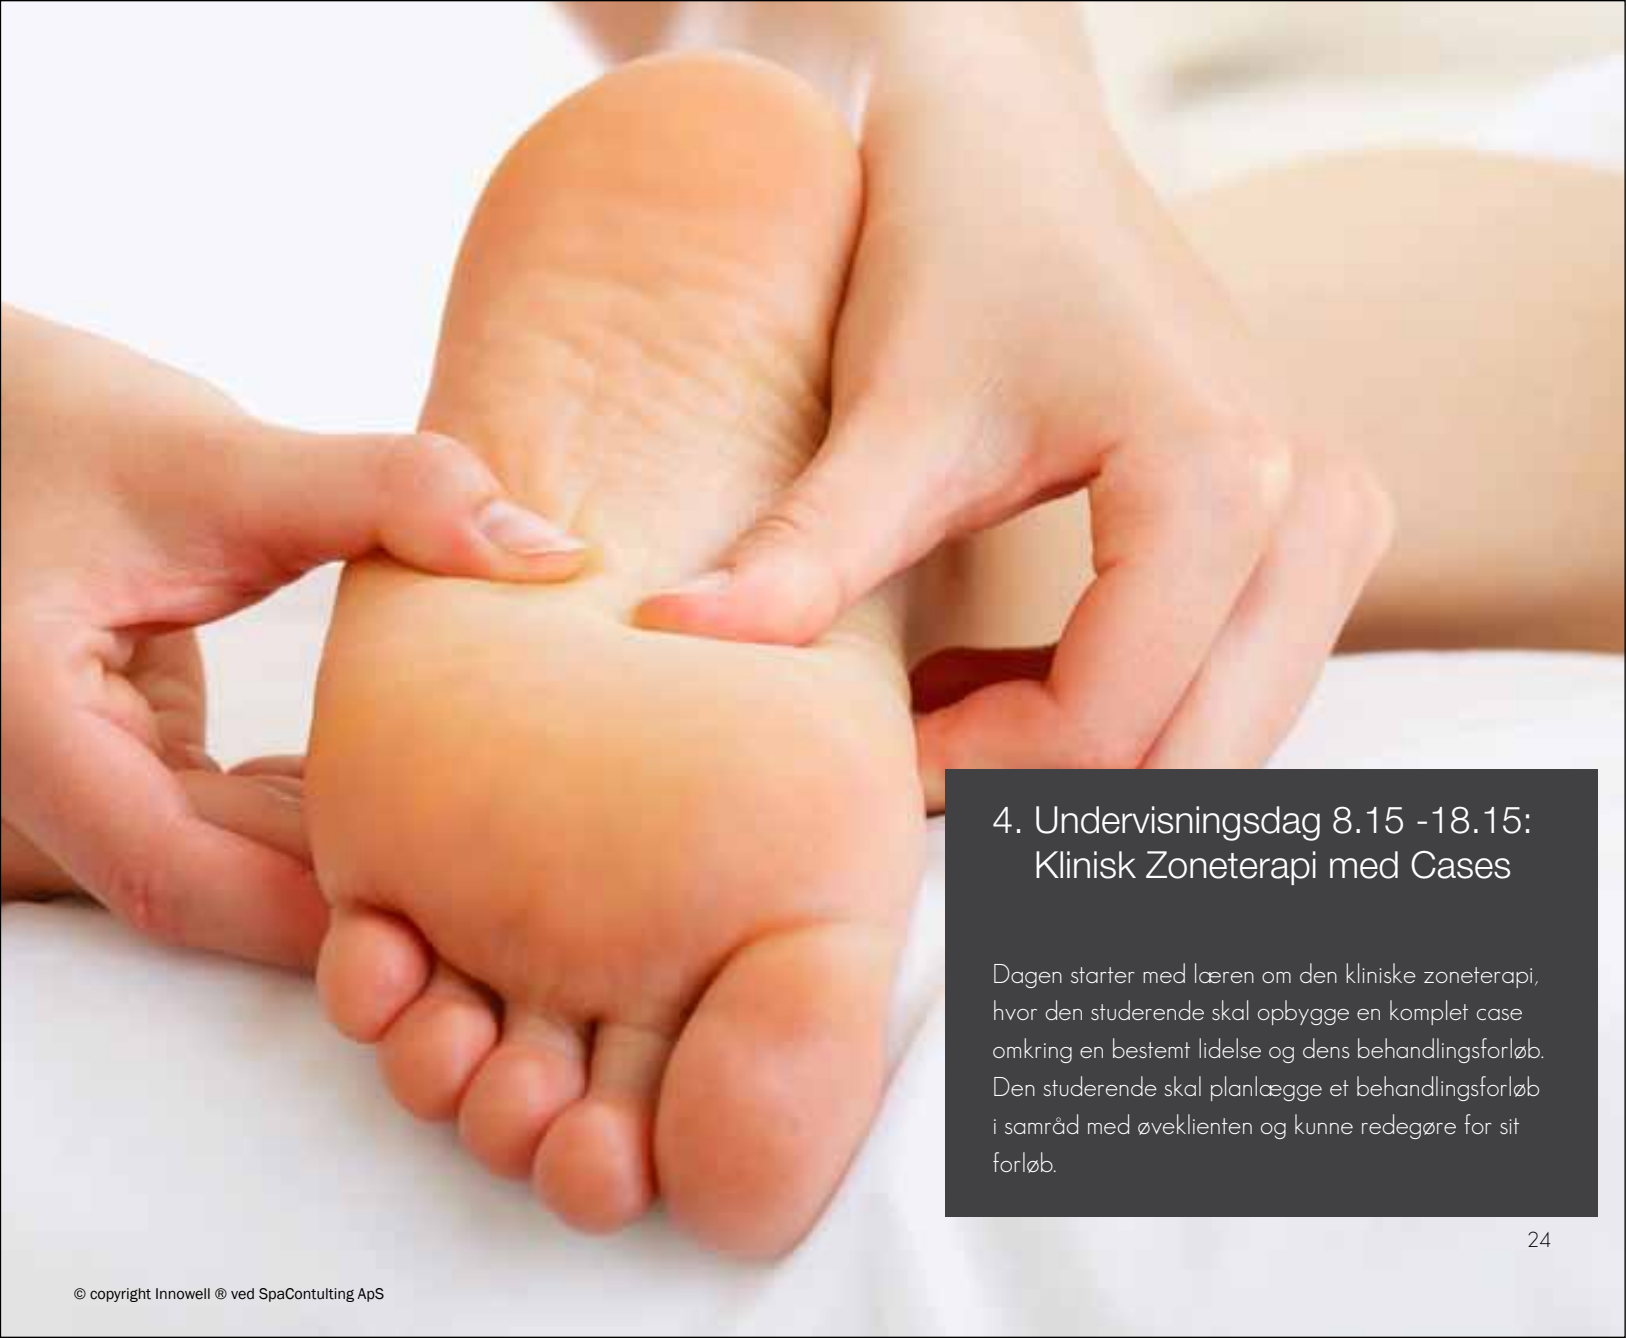 4. Undervisningsdag 8.15 -18.15:
Klinisk Zoneterapi med Cases
Dagen starter med læren om den kliniske zoneterapi,
hvor den studerende skal opbygge en komplet case
omkring en bestemt lidelse og dens behandlingsforløb.
Den studerende skal planlægge et behandlingsforløb
i samråd med øveklienten og kunne redegøre for sit
forløb.
24
© copyright Innowell ® ved SpaContulting ApS